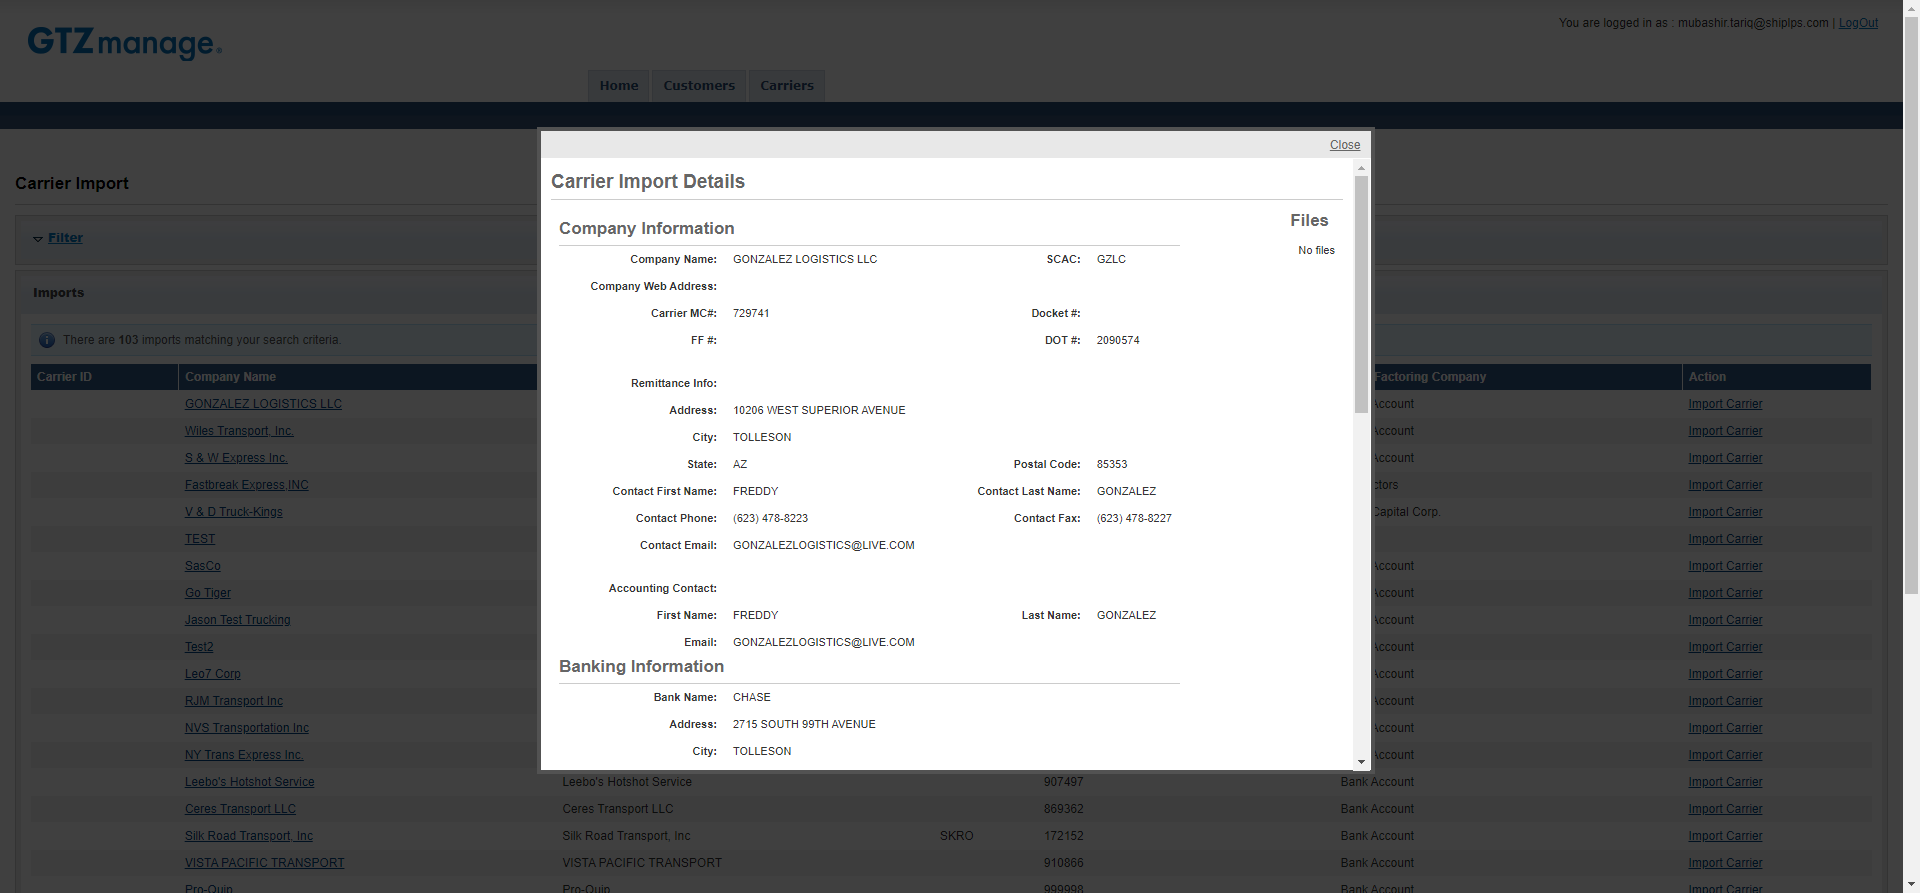 GTZmanage.
You are logged in as : mubashir.tariq@shiplps.com | LogOut
Home Customers Carriers
Close
Carrier Import
Carrier Import Details
Filter
Company Information
Files
No files
Company Name: GONZALEZ LOGISTICS LLC SCAC: GZLC
Company Web Address:
Imports
Carrier MC#: 729741 Docket #:
There are 103 imports matching your search criteria.
FF #: DOT #: 2090574
Carrier ID Company Name Factoring Company Action
Remittance Info:
GONZALEZ LOGISTICS LLC Account Import Carrier
Address: 10206 WEST SUPERIOR AVENUE
Wiles Transport, Inc. Account Import Carrier
City: TOLLESON
S & W Express Inc. Account Import Carrier
State: AZ Postal Code: 85353
Fastbreak Express,INC ctors Import Carrier
Contact First Name: FREDDY Contact Last Name: GONZALEZ
V & D Truck-Kings Capital Corp. Import Carrier
Contact Phone: (623) 478-8223 Contact Fax: (623) 478-8227
TEST Import Carrier
Contact Email: GONZALEZLOGISTICS@LIVE.COM
SasCo Account Import Carrier
Accounting Contact:
Go Tiger Account Import Carrier
First Name: FREDDY Last Name: GONZALEZ
Jason Test Trucking Account Import Carrier
Email: GONZALEZLOGISTICS@LIVE.COM
Test2 Account Import Carrier
Banking Information
Leo7 Corp Account Import Carrier
Bank Name: CHASE
RJM Transport Inc Account Import Carrier
Address: 2715 SOUTH 99TH AVENUE
NVS Transportation Inc Account Import Carrier
City: TOLLESON
NY Trans Express Inc. Account Import Carrier
Leebo's Hotshot Service Leebo's Hotshot Service 907497 Bank Account Import Carrier
Ceres Transport LLC Ceres Transport LLC 869362 Bank Account Import Carrier
Silk Road Transport, Inc Silk Road Transport, Inc SKRO 172152 Bank Account Import Carrier
VISTA PACIFIC TRANSPORT VISTA PACIFIC TRANSPORT 910866 Bank Account Import Carrier
Pro-Quip Pro-Quip 999998 Bank Account Import Carrier